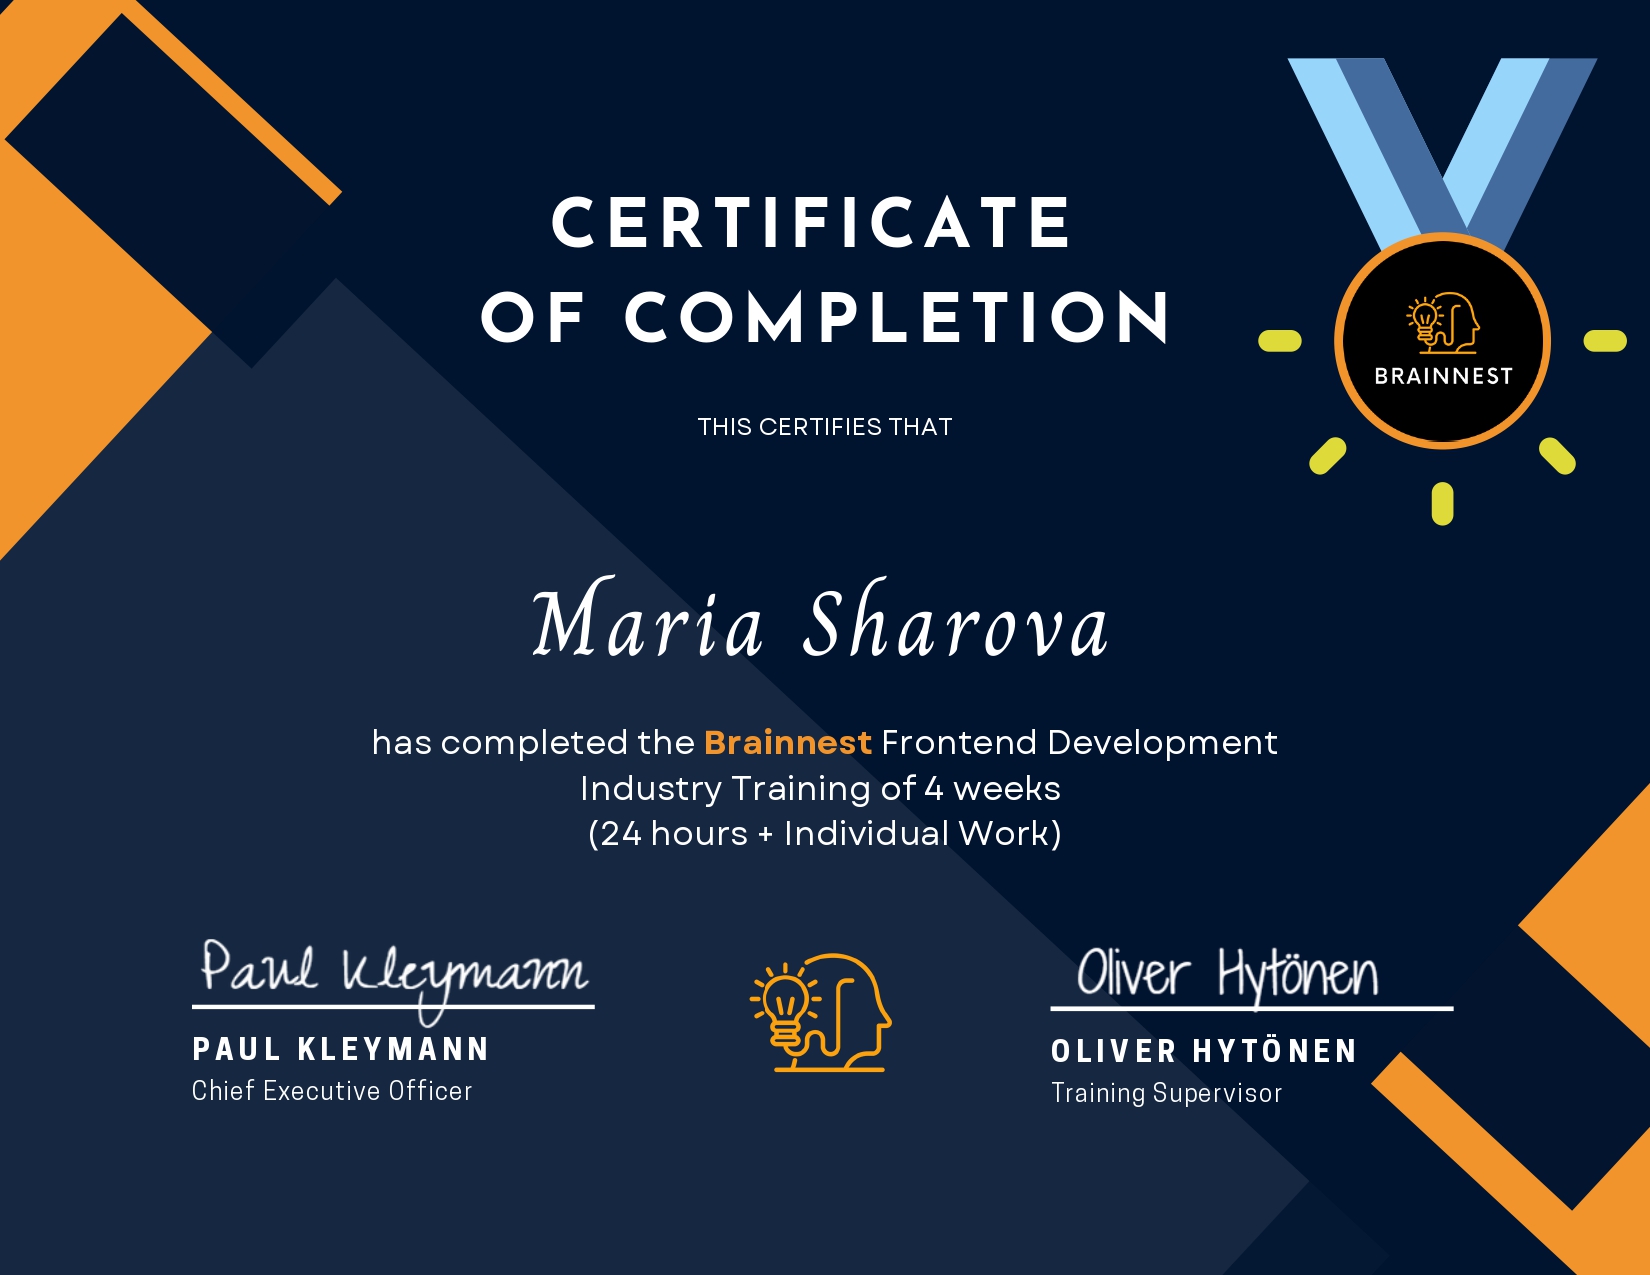 CERTIFICATE
OF COMPLETION
BRAINNEST
THIS CERTIFIES THAT
Maria Sharova
has completed the Brainnest Frontend Development
Industry Training of 4 weeks
(24 hours + Individual Work)
Paul Kleymann
PAUL KLEYMANN
Chief Executive Officer
Oliver Hytönen
OLIVER HYTÖNEN
Training Supervisor